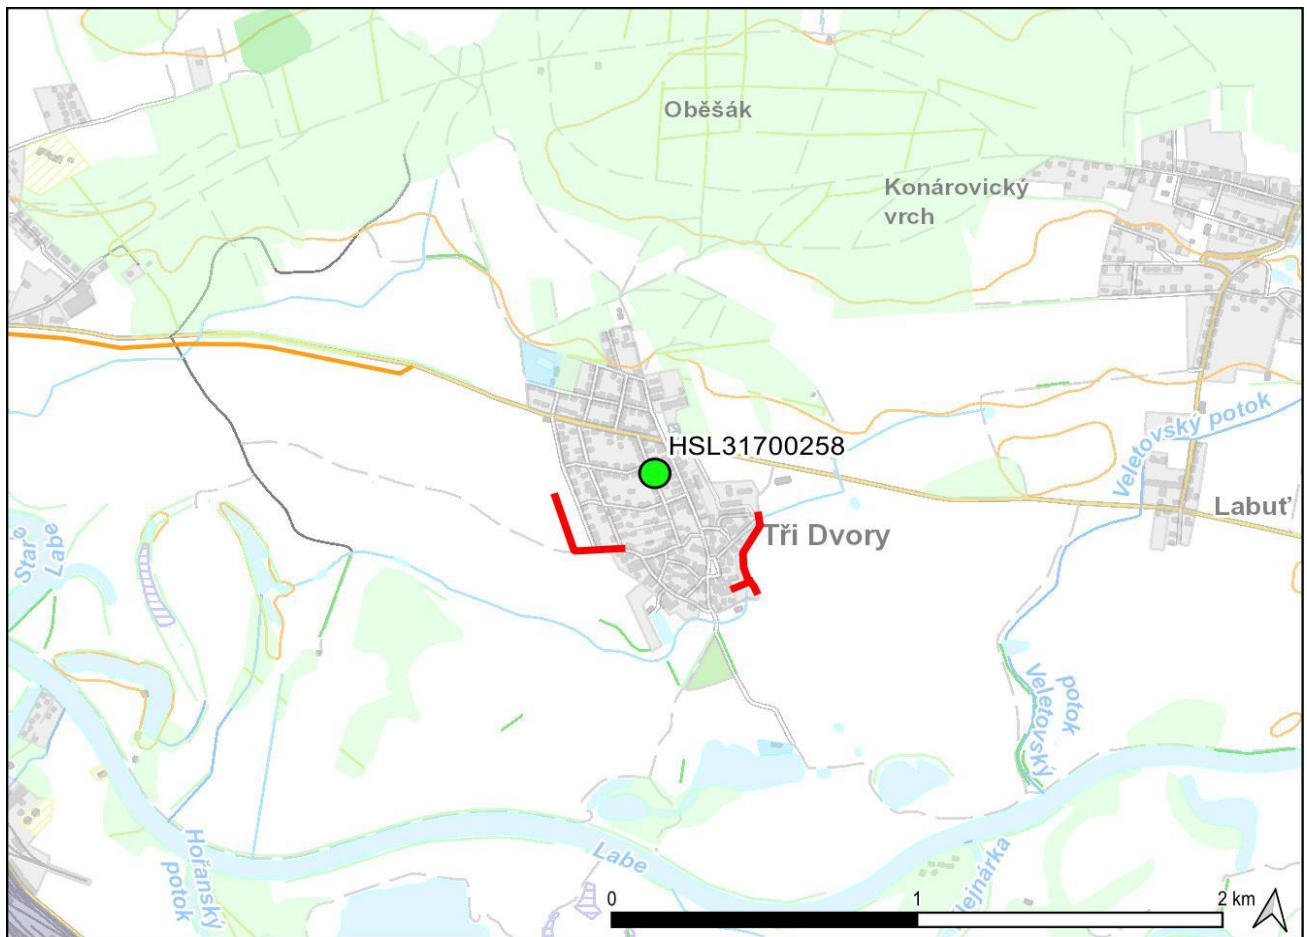 Oběšák
Konárovický
vrch
HSL31700258
Veletovský potok
Labuť
Tři Dvory
Staré
Labe
potok
Veletovský
Hořanský
potok
Labe
lejnárka
0 1 2 km